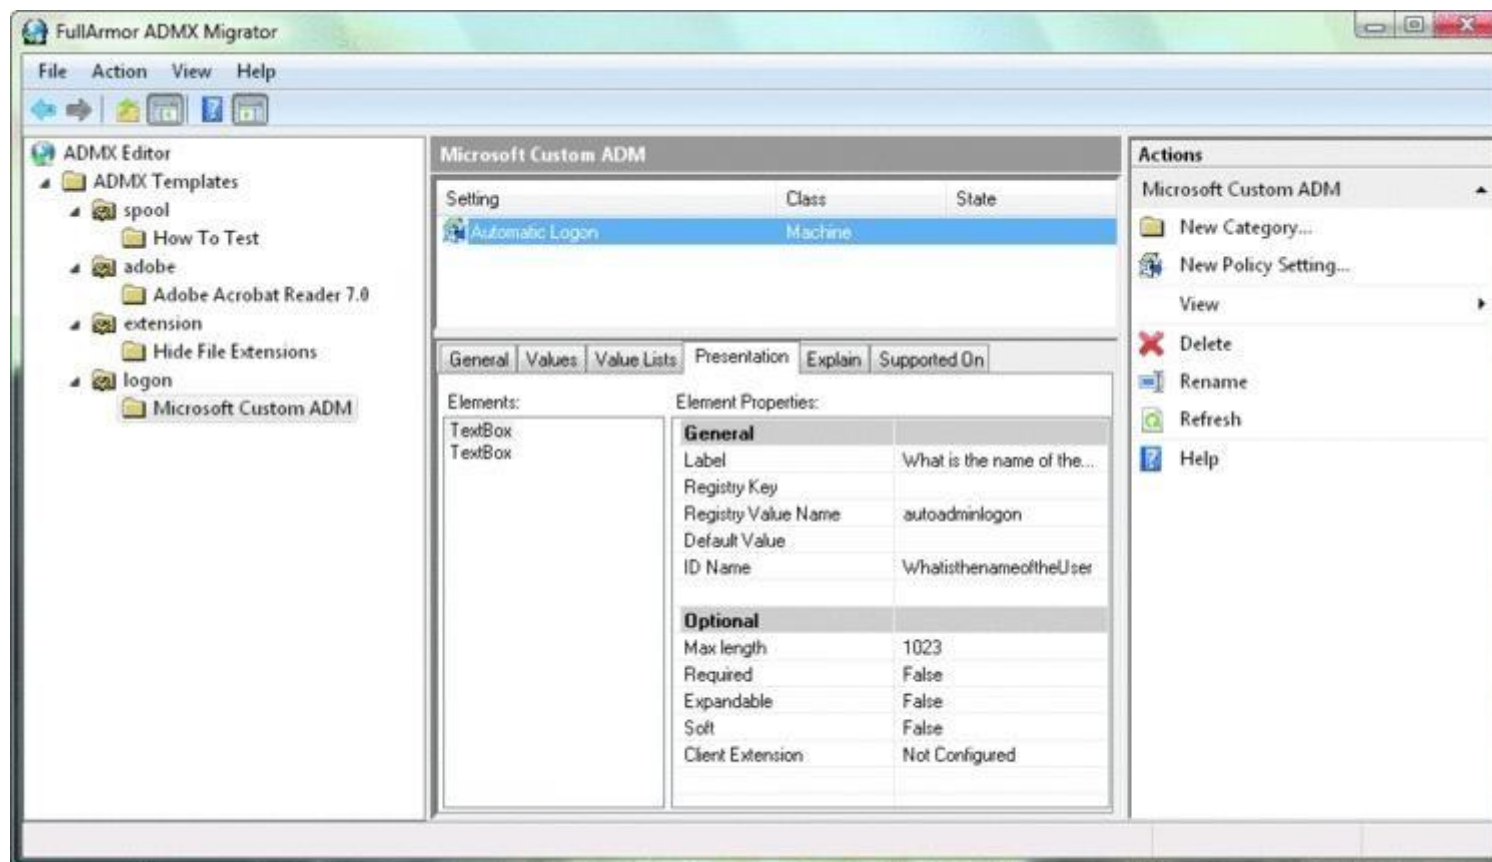 FullArmor ADMX Migrator
File Action View Help
ADMX Editor
ADMX Templates
spool
How To Test
adobe
Adobe Acrobat Reader 7.0
extension
Hide File Extensions
logon
Microsoft Custom ADM
Microsoft Custom ADM
Setting Class State
Automatic Logon Machine
General Values Value Lists Presentation Explain Supported On
Elements:
TextBox
TextBox
Element Properties:
General
Label What is the name of the...
Registry Key
Registry Value Name autoadminlogon
Default Value
ID Name WhatisthenameoftheUser
Optional
Max length 1023
Required False
Expandable False
Soft False
Client Extension Not Configured
Actions
Microsoft Custom ADM
New Category...
New Policy Setting...
View
Delete
Rename
Refresh
Help